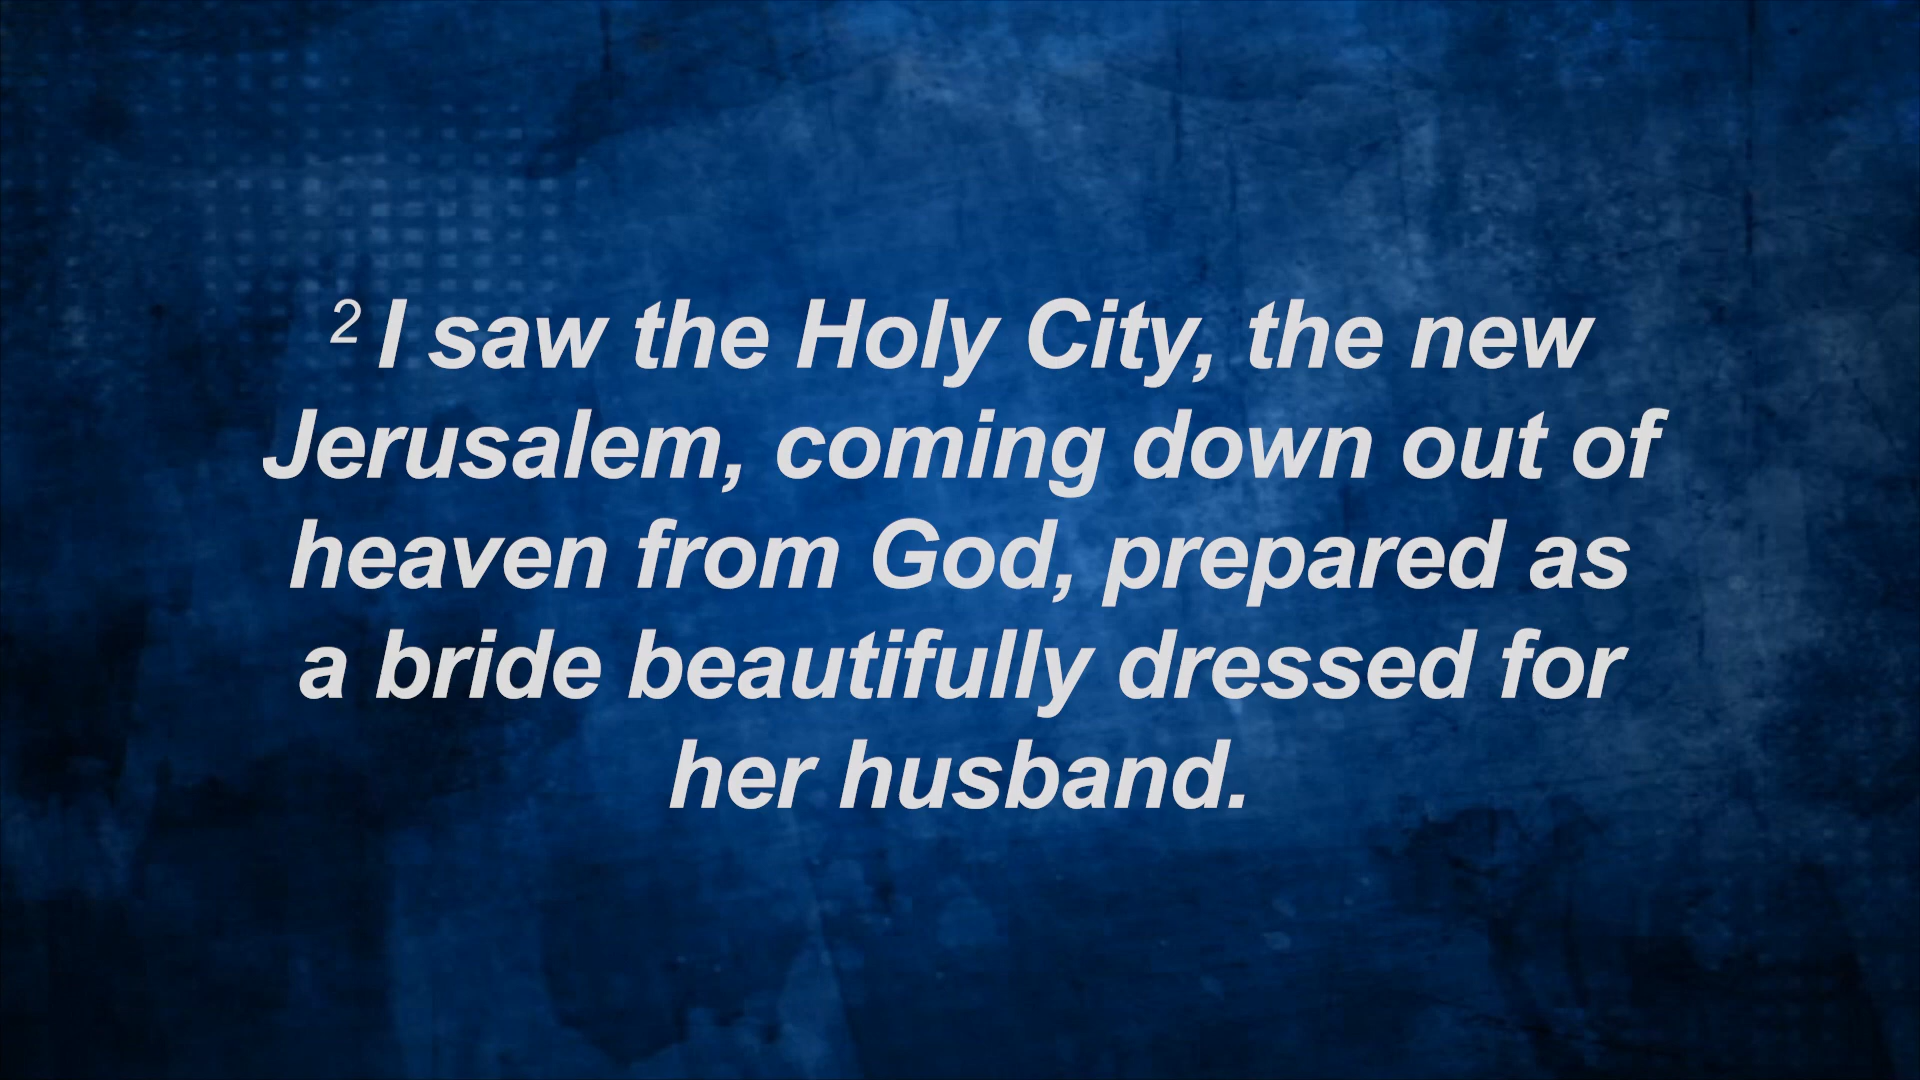 2 I saw the Holy City, the new
Jerusalem, coming down out of
heaven from God, prepared as
a bride beautifully dressed for
her husband.